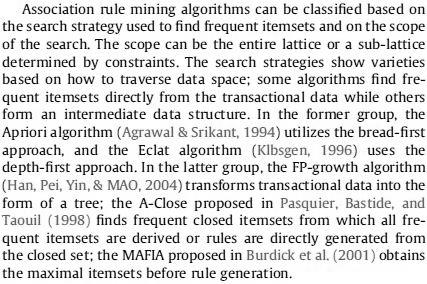 Association rule mining algorithms can be classified based on
the search strategy used to find frequent itemsets and on the scope
of the search. The scope can be the entire lattice or a sub-lattice
determined by constraints. The search strategies show varieties
based on how to traverse data space; some algorithms find fre-
quent itemsets directly from the transactional data while others
form an intermediate data structure. In the former group, the
Apriori algorithm (Agrawal & Srikant, 1994) utilizes the bread-first
approach, and the Eclat algorithm (Klbsgen, 1996) uses the
depth-first approach. In the latter group, the FP-growth algorithm
(Han, Pei, Yin, & MAO, 2004) transforms transactional data into the
form of a tree; the A-Close proposed in Pasquier, Bastide, and
Taouil (1998) finds frequent closed itemsets from which all fre-
quent itemsets are derived or rules are directly generated from
the closed set; the MAFIA proposed in Burdick et al. (2001) obtains
the maximal itemsets before rule generation.